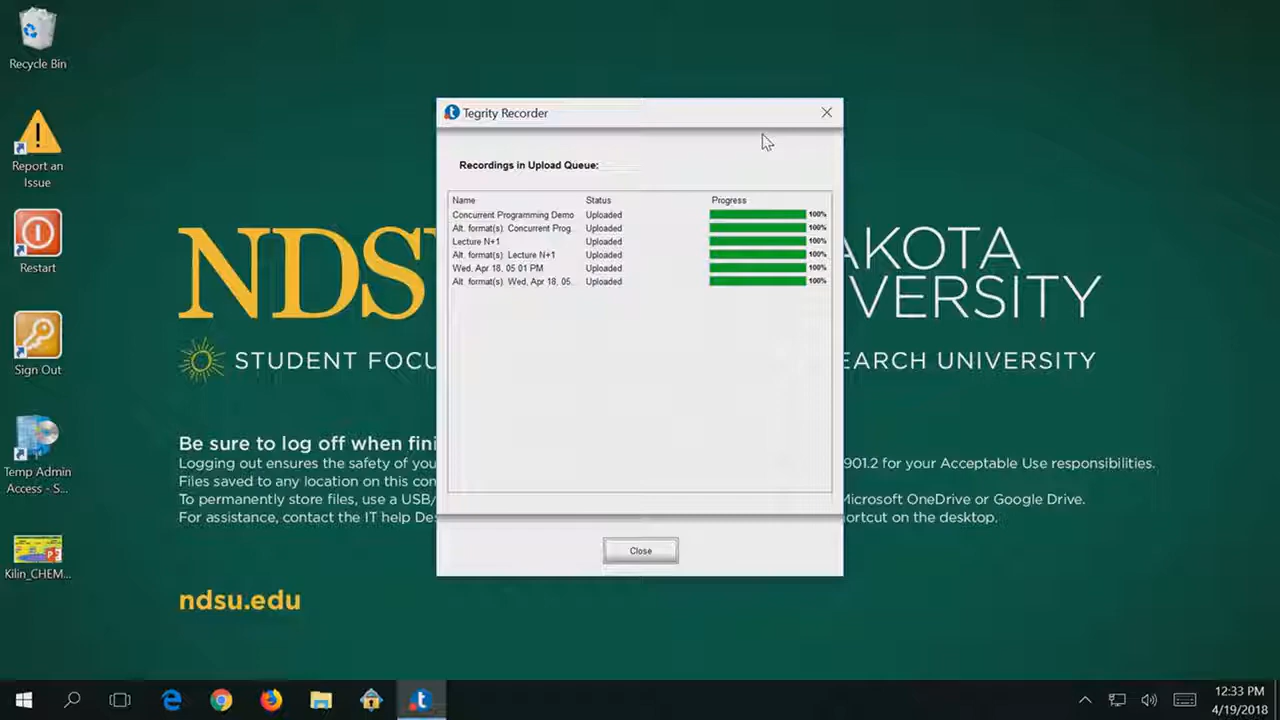 Recycle Bin
Report an
Issue
Restart
Sign Out
Temp Admin
Access - S...
Kilin_CHEM...
NDS
AKOTA
VERSITY
STUDENT FOCU
EARCH UNIVERSITY
Be sure to log off when fini
Logging out ensures the safety of you
901.2 for your Acceptable Use responsibilities.
Files saved to any location on this con
To permanently store files, use a USB/
Microsoft OneDrive or Google Drive.
For assistance, contact the IT help De
ortcut on the desktop.
ndsu.edu
Tegrity Recorder
Recordings in Upload Queue:
Name Status Progress
Concurrent Programming Demo Uploaded 100%
Alt. format(s). Concurrent Prog... Uploaded 100%
Lecture N+1 Uploaded 100%
Alt. format(s). Lecture N+1 Uploaded 100%
Wed, Apr 18, 05 01 PM Uploaded 100%
Alt. format(s). Wed, Apr 18, 05... Uploaded 100%
Close
12:33 PM
4/19/2018